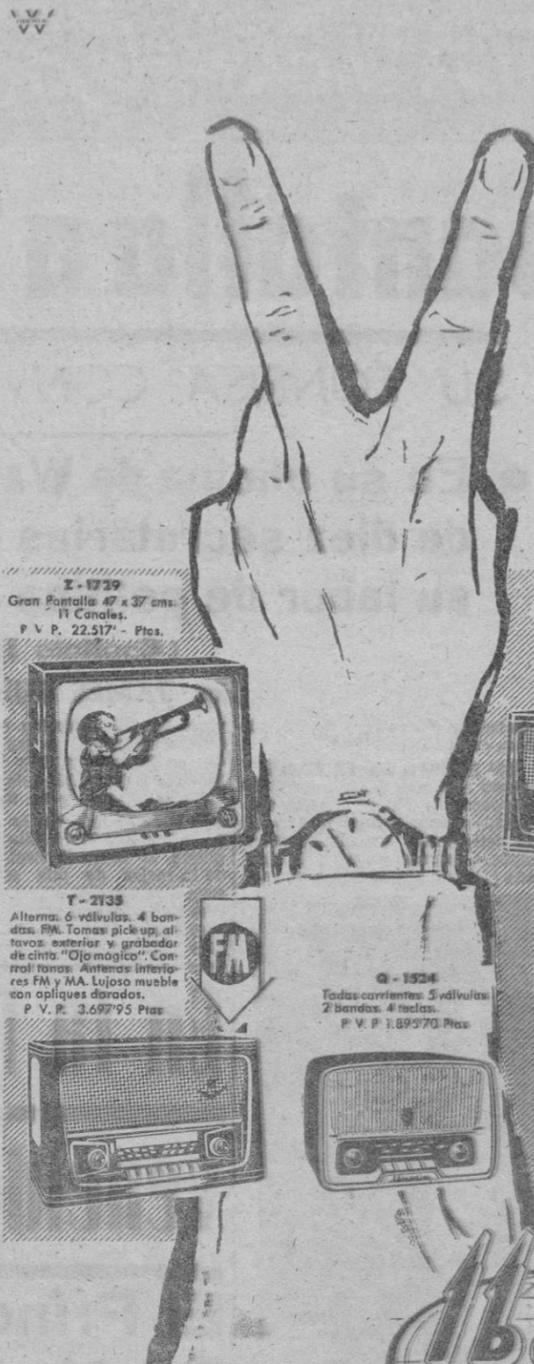 Z - 1729
Gran Pantalla 47 x 37 cms.
11 Canales.
P V P. 22.517' - Ptas.
T - 2135
Alterna. 6 válvulas. 4 ban-
das. FM. Tomas pick up, al-
tavoz exterior y grabador
de cinta. "Ojo mágico". Con-
trol tonos. Antenas interio-
res FM y MA. Lujoso mueble
con apliques dorados.
P V. P. 3.697'95 Ptas
FM
Q - 1524
Todas corrientes. 5 válvulas.
2 bandas. 4 teclas.
P V. P 1.895'70 Ptas